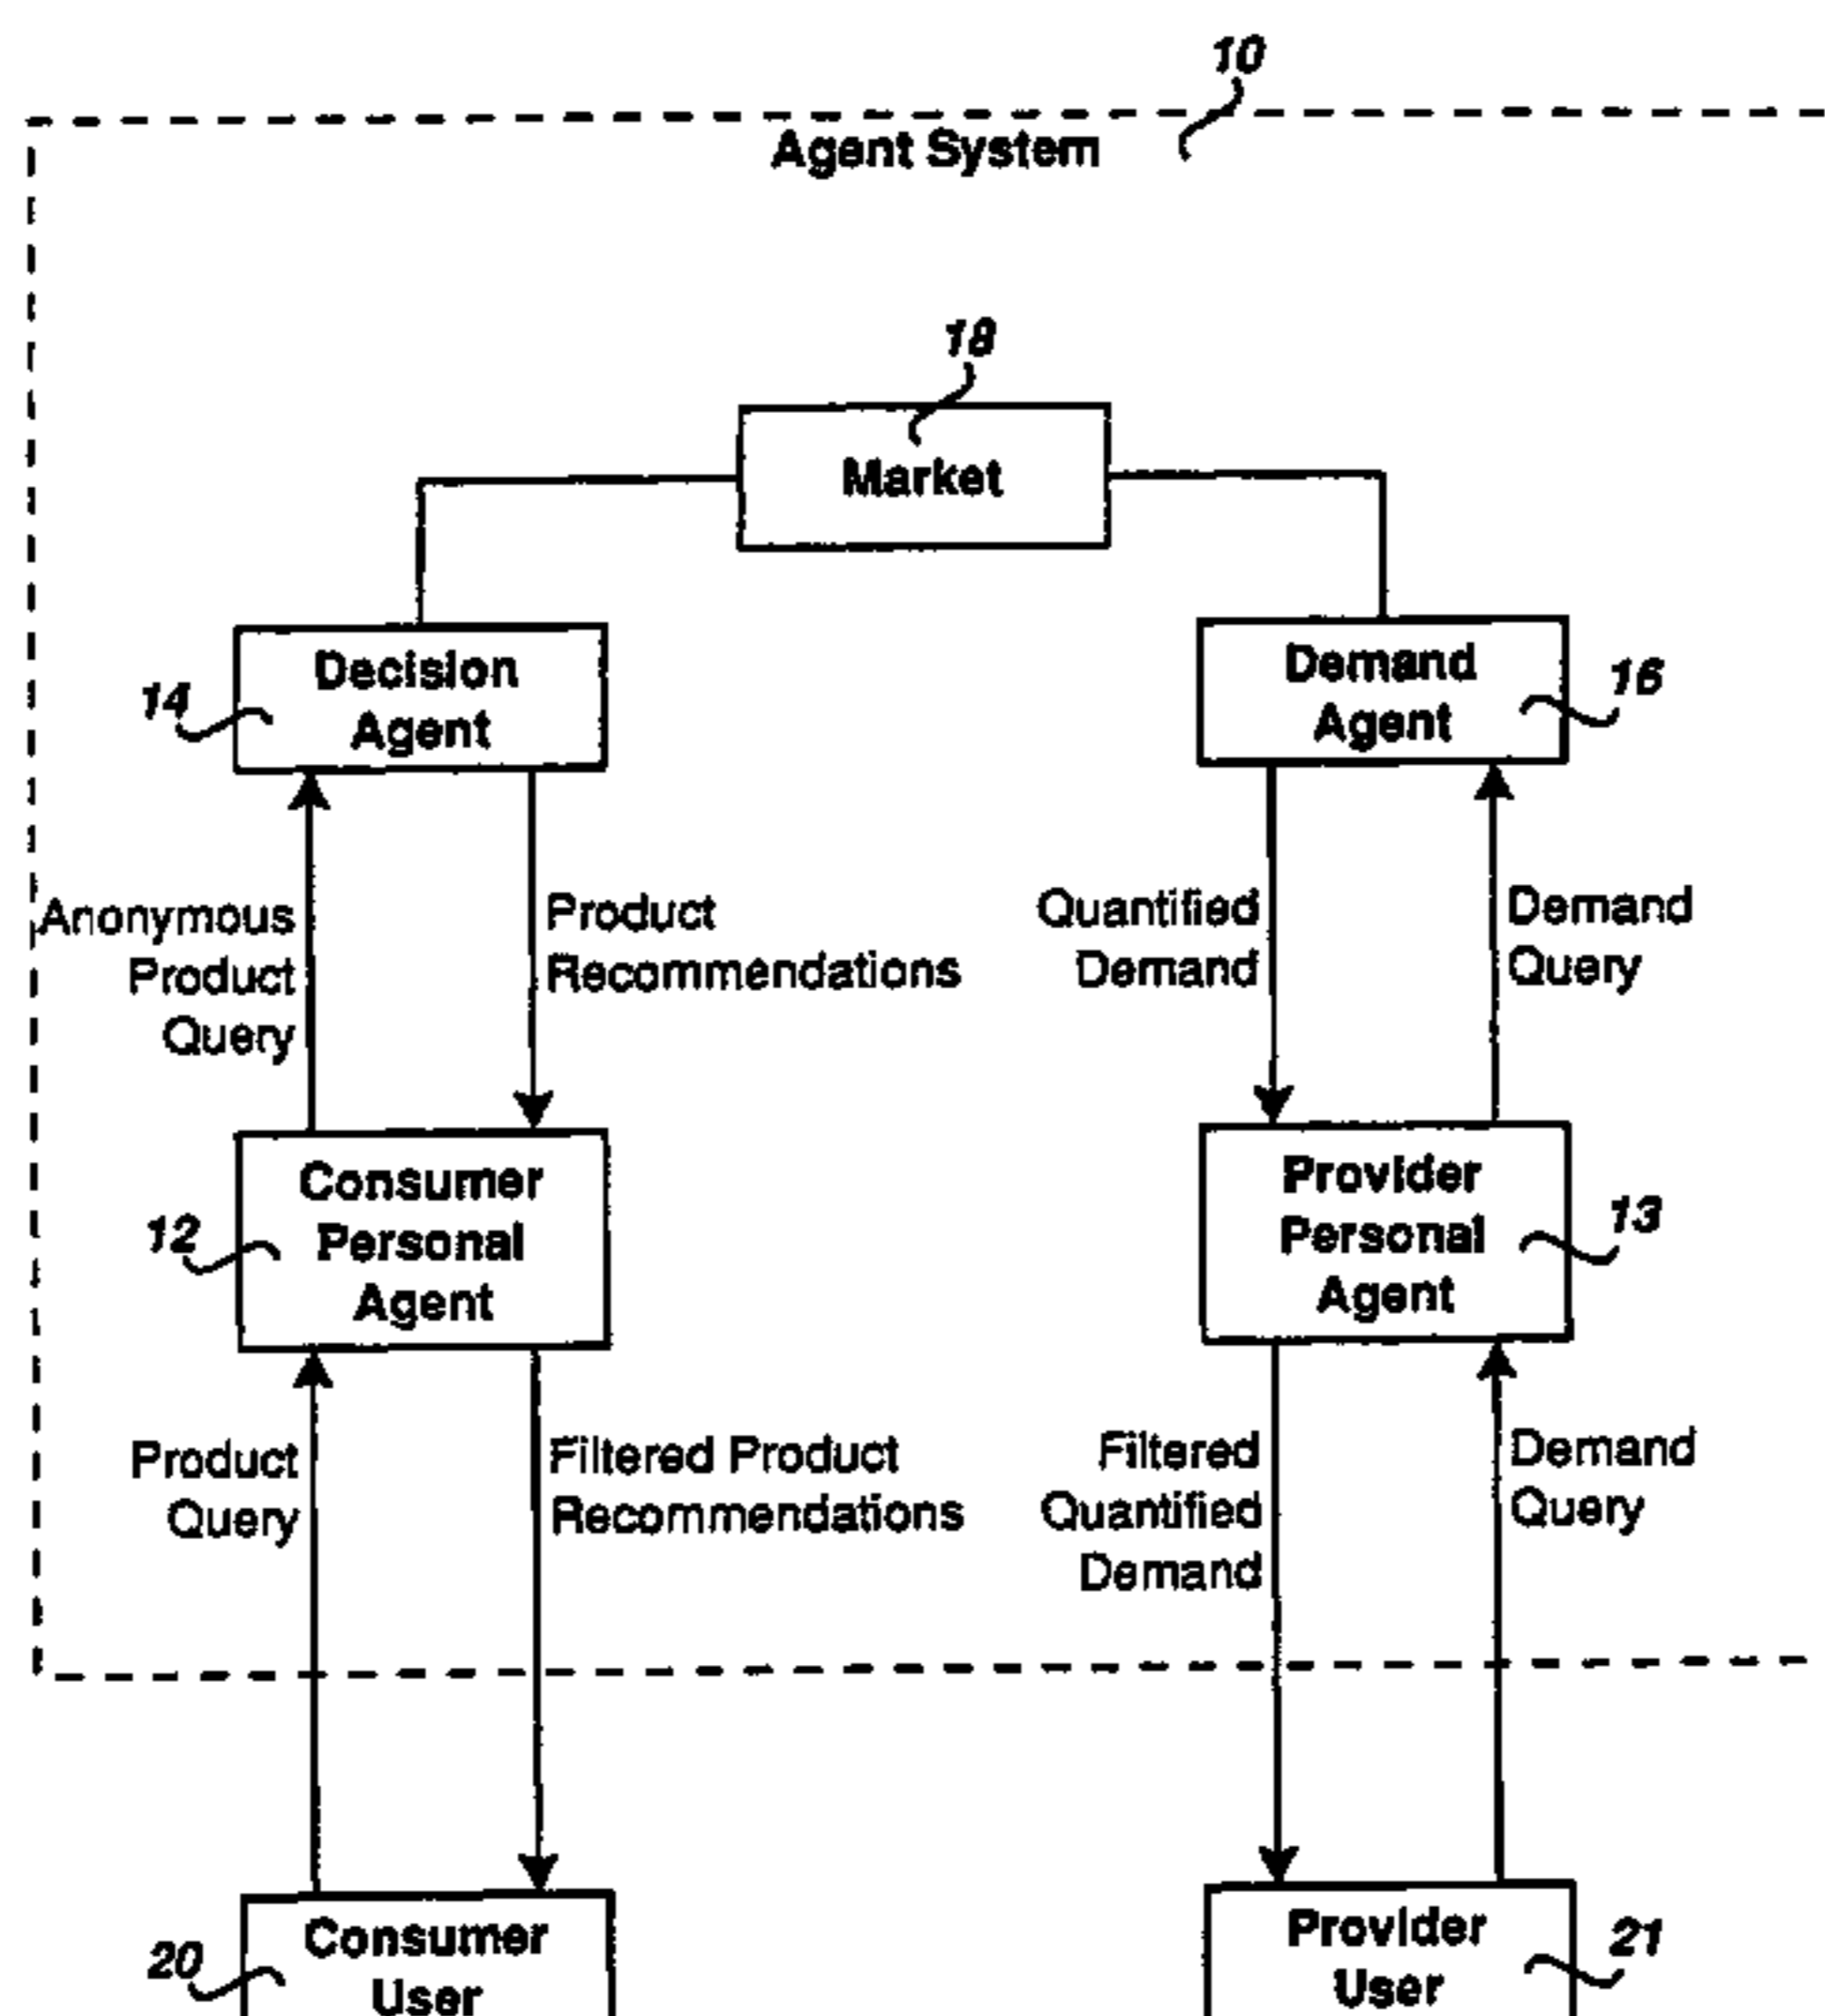 10
Agent System
18
Market
Decision
Agent
14
Demand
Agent
16
Anonymous
Product
Query
Product
Recommendations
Quantified
Demand
Demand
Query
Consumer
Personal
Agent
12
Provider
Personal
Agent
13
Product
Query
Filtered Product
Recommendations
Filtered
Quantified
Demand
Demand
Query
Consumer
User
20
Provider
User
21